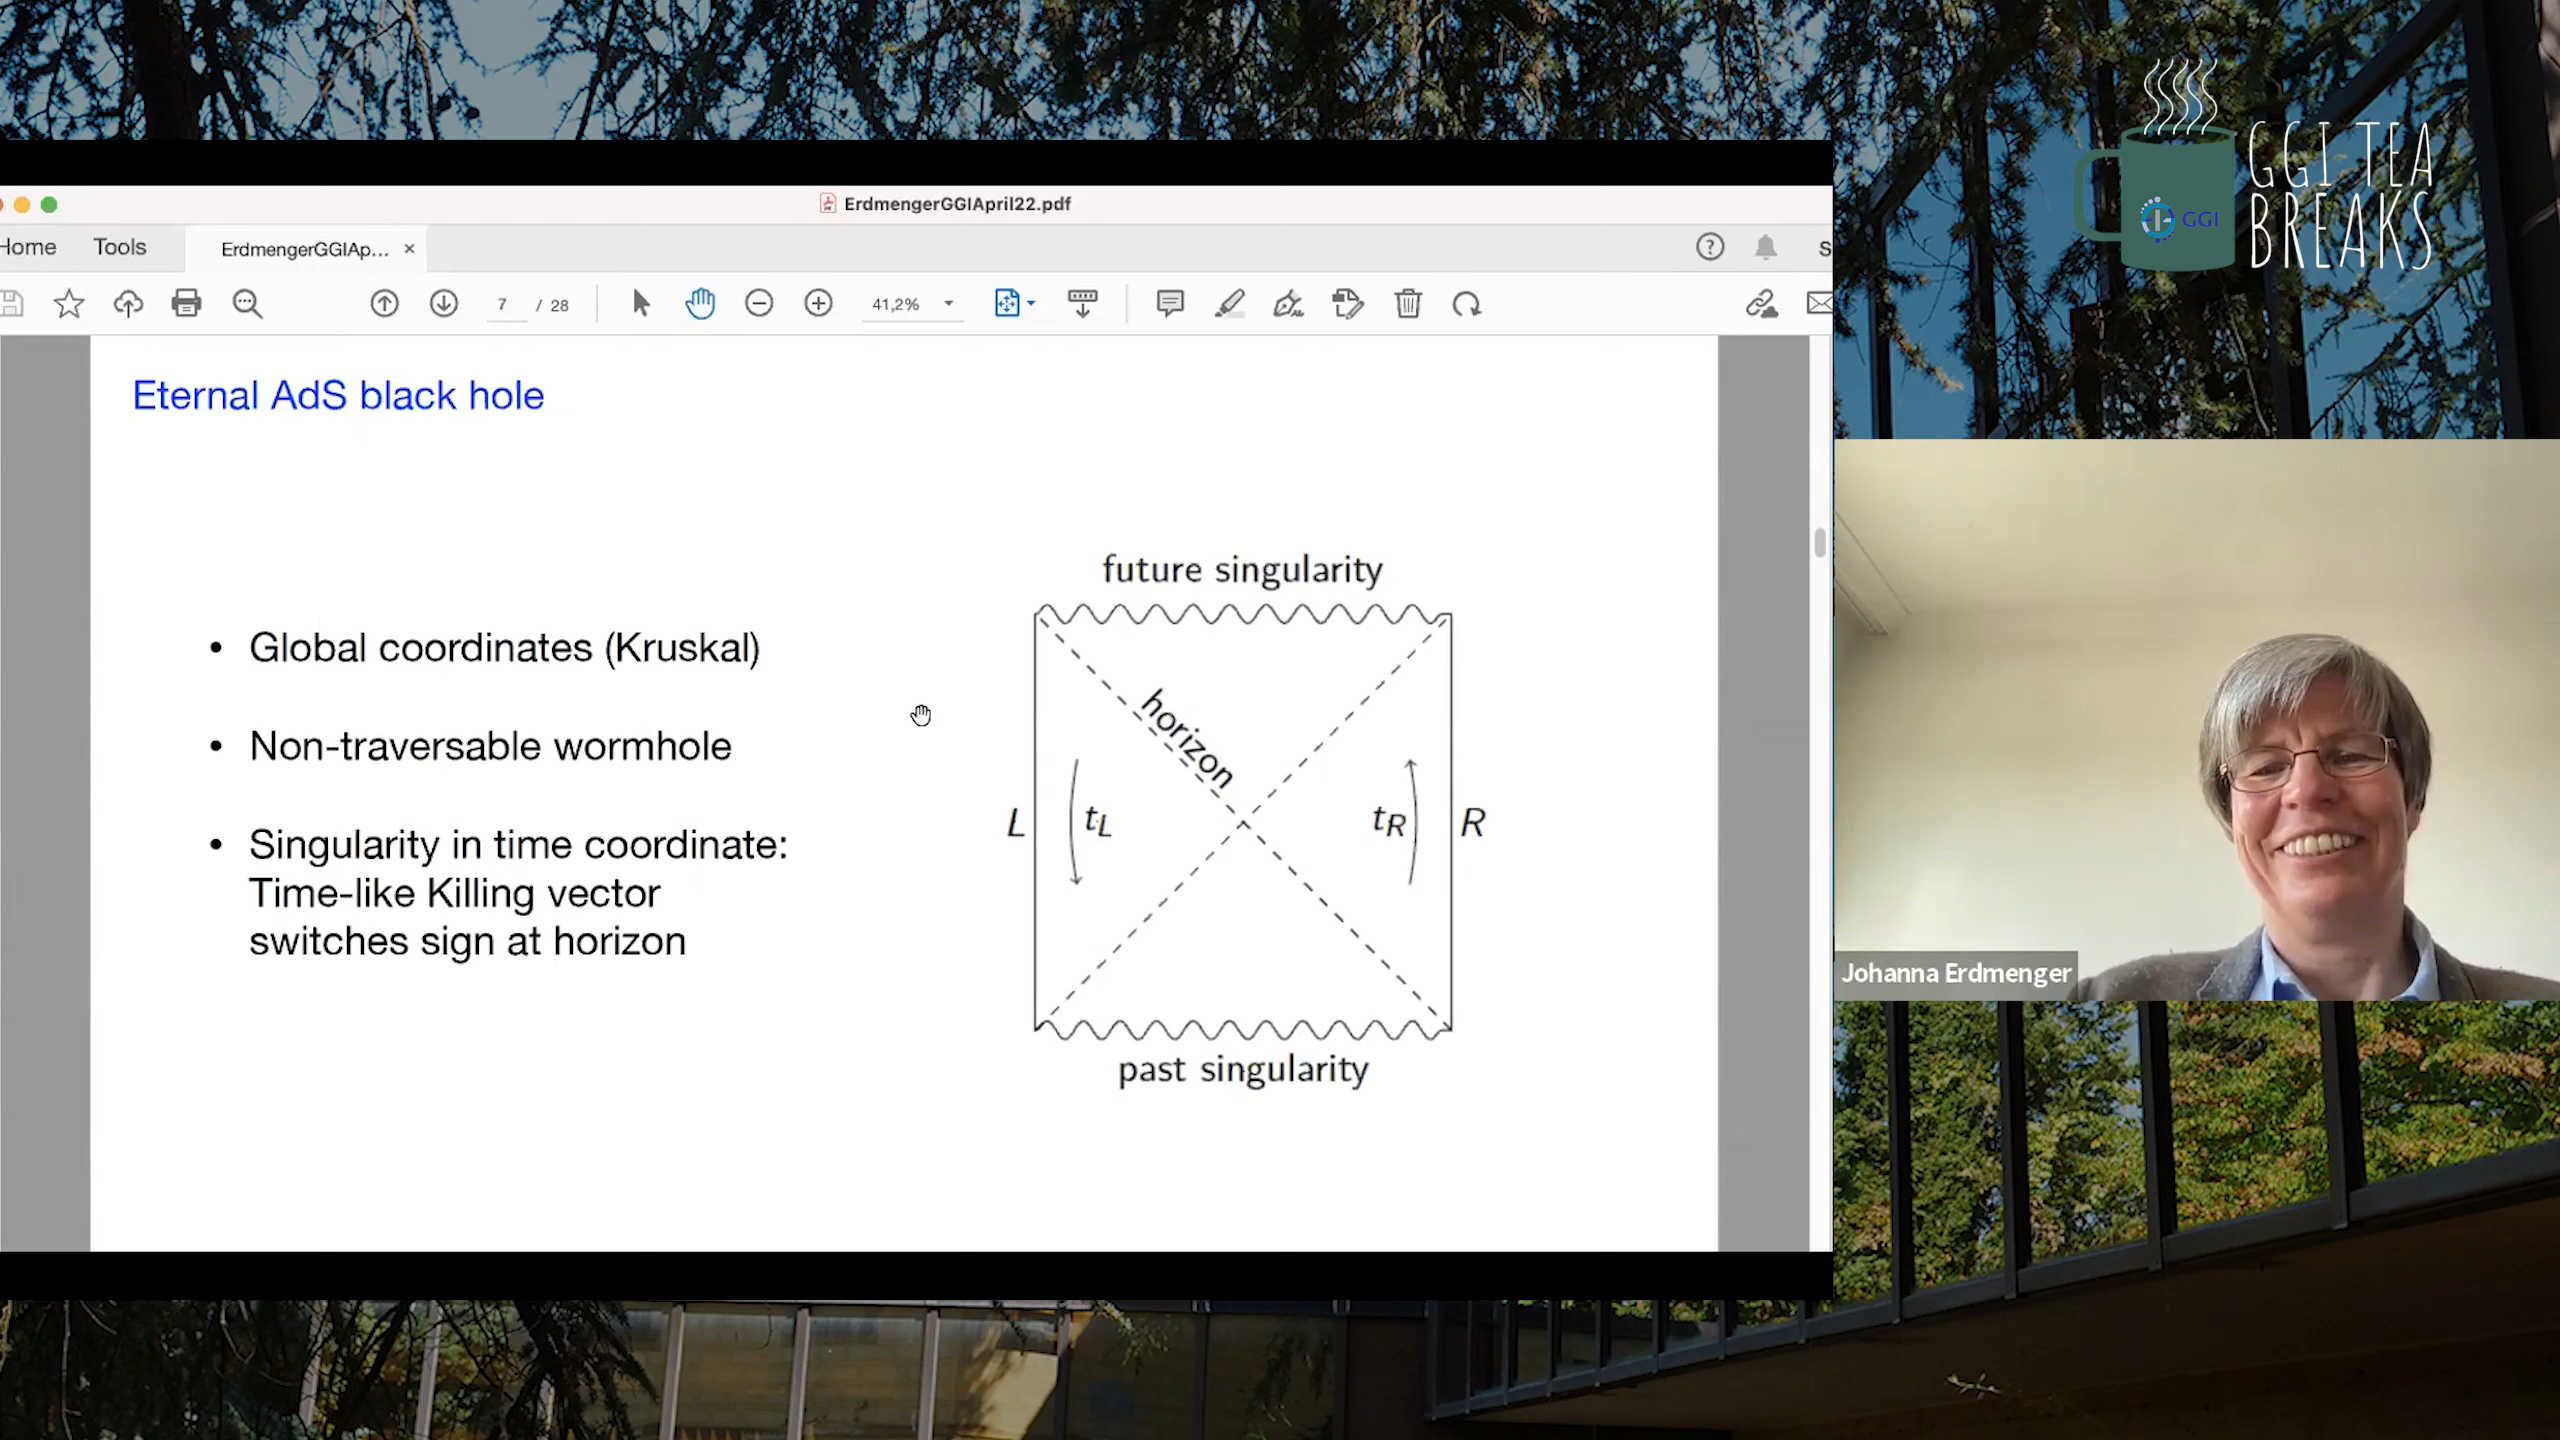 GGI TEA
BREAKS
GGI
ErdmengerGGIApril22.pdf
Home
Tools
ErdmengerGGIAp... ×
?
S
7 / 28
41,2%
Eternal AdS black hole
• Global coordinates (Kruskal)
• Non-traversable wormhole
• Singularity in time coordinate:
Time-like Killing vector
switches sign at horizon
future singularity
horizon
L
tL
tR
R
past singularity
Johanna Erdmenger